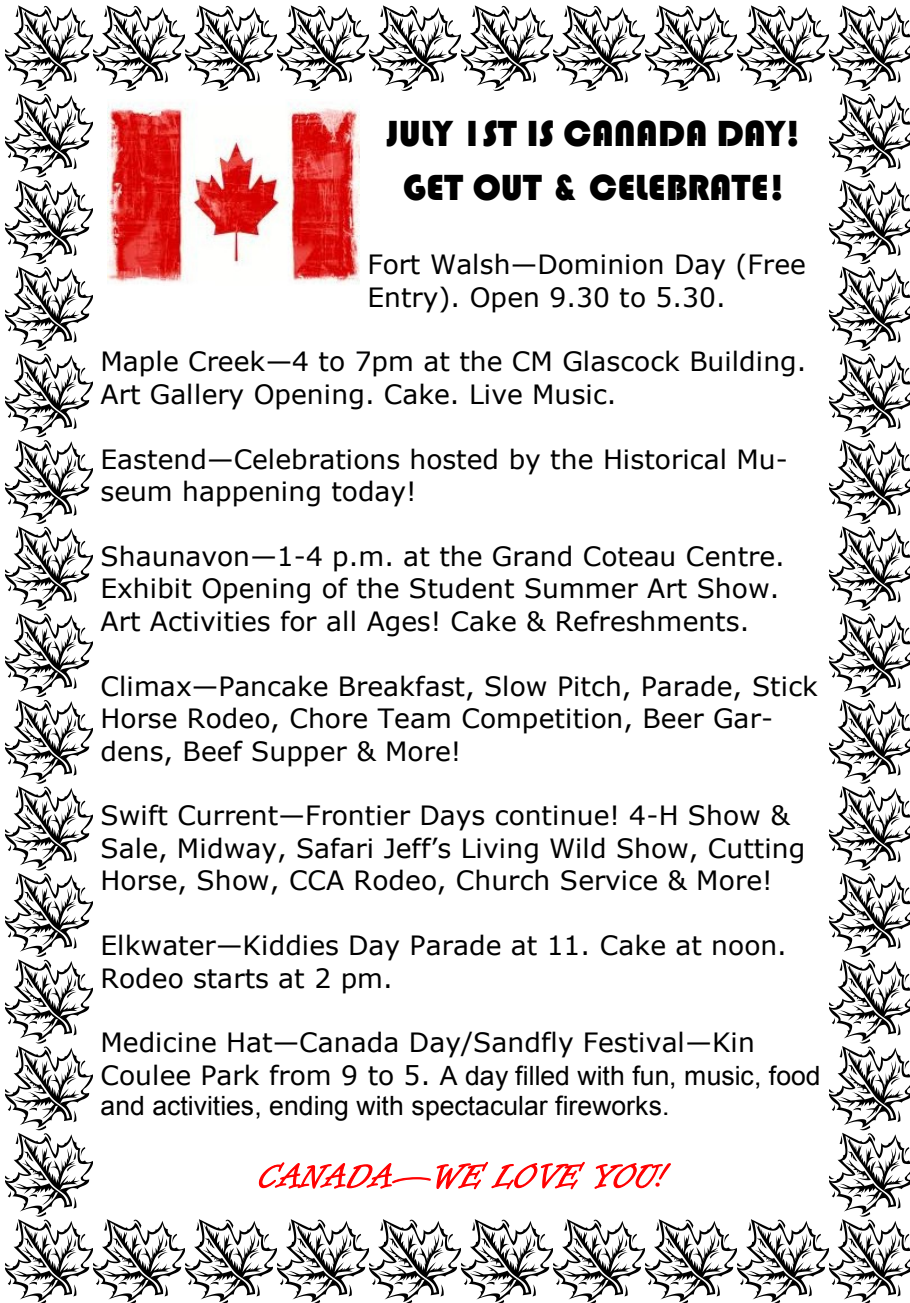 JULY 1ST IS CANADA DAY!
GET OUT & CELEBRATE!
Fort Walsh—Dominion Day (Free
Entry). Open 9.30 to 5.30.
Maple Creek—4 to 7pm at the CM Glascock Building.
Art Gallery Opening. Cake. Live Music.
Eastend—Celebrations hosted by the Historical Mu-
seum happening today!
Shaunavon—1-4 p.m. at the Grand Coteau Centre.
Exhibit Opening of the Student Summer Art Show.
Art Activities for all Ages! Cake & Refreshments.
Climax—Pancake Breakfast, Slow Pitch, Parade, Stick
Horse Rodeo, Chore Team Competition, Beer Gar-
dens, Beef Supper & More!
Swift Current—Frontier Days continue! 4-H Show &
Sale, Midway, Safari Jeff’s Living Wild Show, Cutting
Horse, Show, CCA Rodeo, Church Service & More!
Elkwater—Kiddies Day Parade at 11. Cake at noon.
Rodeo starts at 2 pm.
Medicine Hat—Canada Day/Sandfly Festival—Kin
Coulee Park from 9 to 5. A day filled with fun, music, food
and activities, ending with spectacular fireworks.
CANADA—WE LOVE YOU!